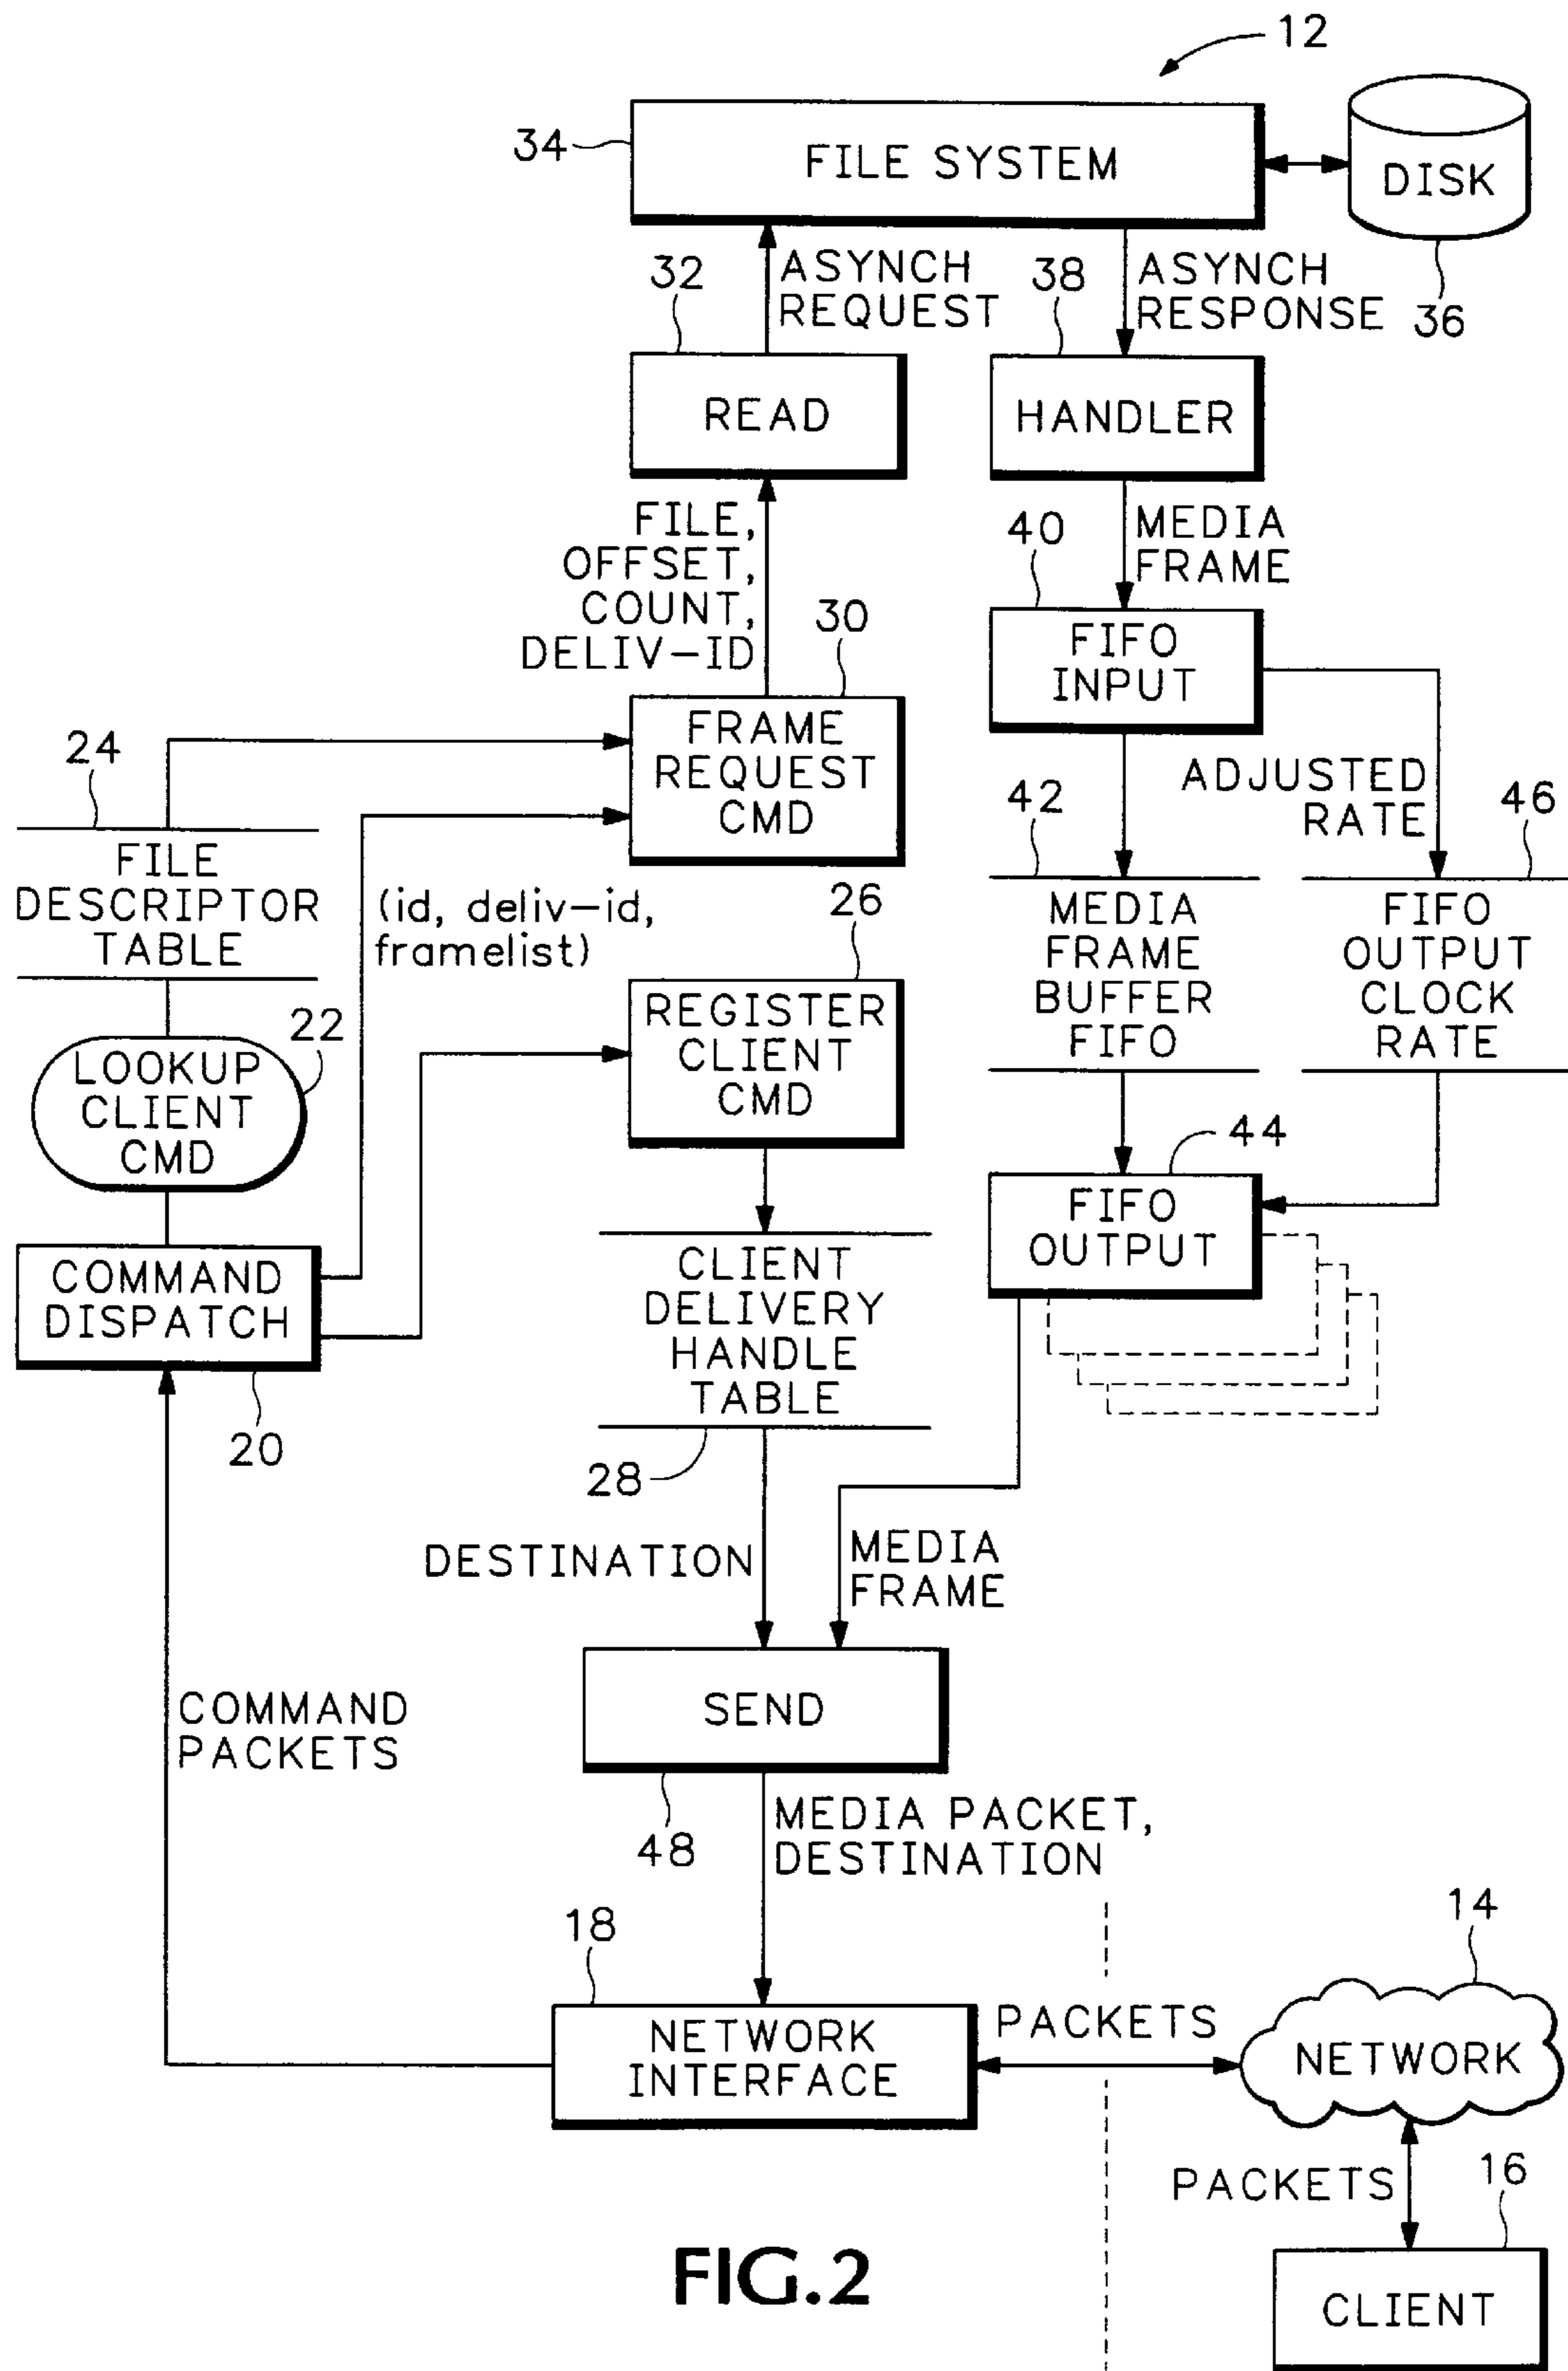 12
34
FILE SYSTEM
DISK
36
32
ASYNCH
REQUEST
38
ASYNCH
RESPONSE
READ
HANDLER
FILE,
OFFSET,
COUNT,
DELIV-ID
40
MEDIA
FRAME
30
FIFO
INPUT
24
FRAME
REQUEST
CMD
42
ADJUSTED
RATE
46
FILE
DESCRIPTOR
TABLE
(id, deliv-id,
framelist)
26
MEDIA
FRAME
BUFFER
FIFO
FIFO
OUTPUT
CLOCK
RATE
22
LOOKUP
CLIENT
CMD
REGISTER
CLIENT
CMD
44
FIFO
OUTPUT
COMMAND
DISPATCH
20
CLIENT
DELIVERY
HANDLE
TABLE
28
DESTINATION
MEDIA
FRAME
COMMAND
PACKETS
SEND
48
MEDIA PACKET,
DESTINATION
18
NETWORK
INTERFACE
PACKETS
14
NETWORK
PACKETS
16
CLIENT
FIG.2